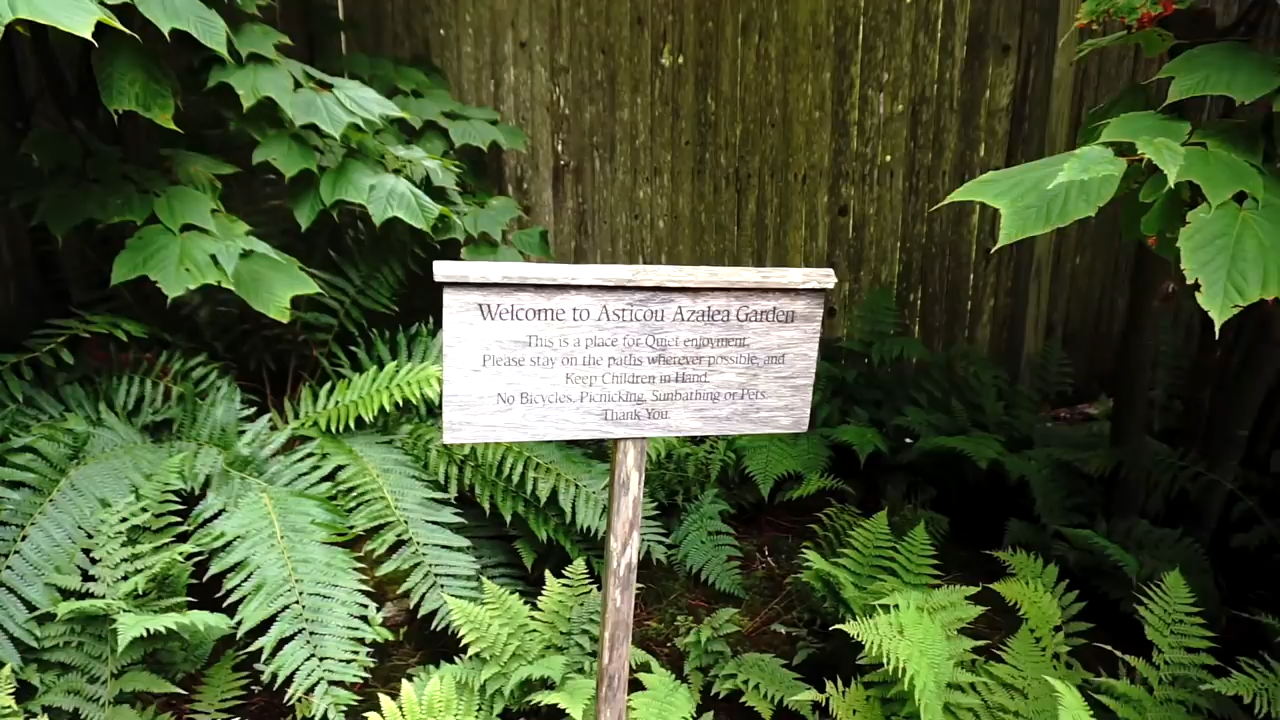 Welcome to Asticou Azalea Garden
This is a place for Quiet enjoyment.
Please stay on the paths wherever possible, and
Keep Children in Hand.
No Bicycles, Picnicking, Sunbathing or Pets.
Thank You.